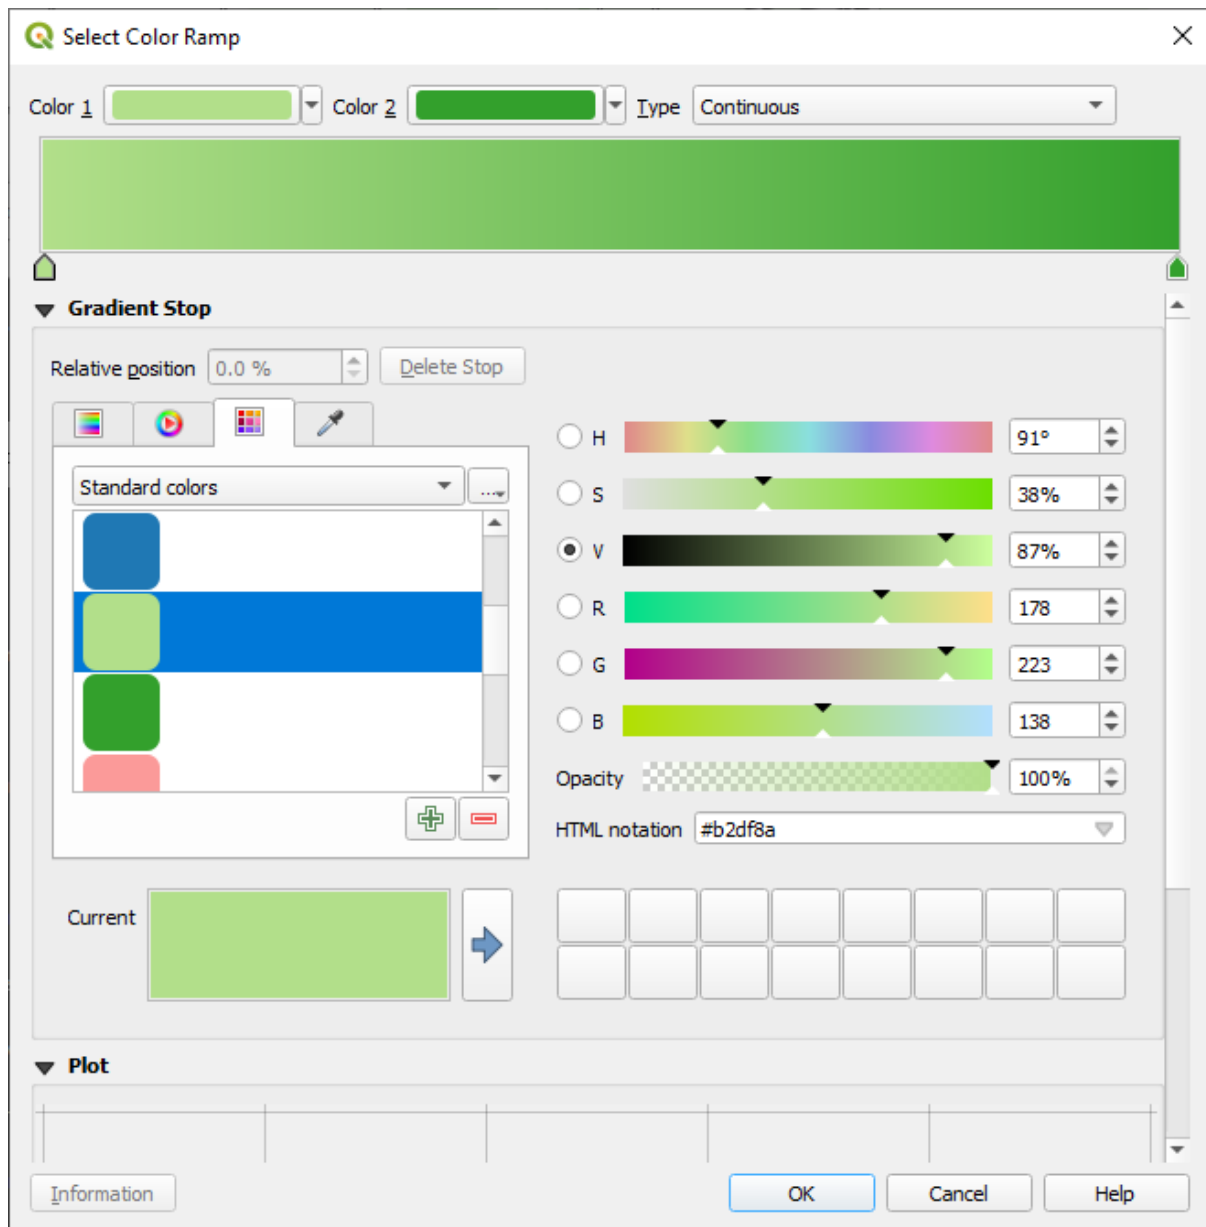 Select Color Ramp
Color 1 Color 2 Type Continuous
Gradient Stop
Relative position 0.0 % Delete Stop
H 91°
Standard colors ...
S 38%
V 87%
R 178
G 223
B 138
Opacity 100%
HTML notation #b2df8a
Current
Plot
Information OK Cancel Help